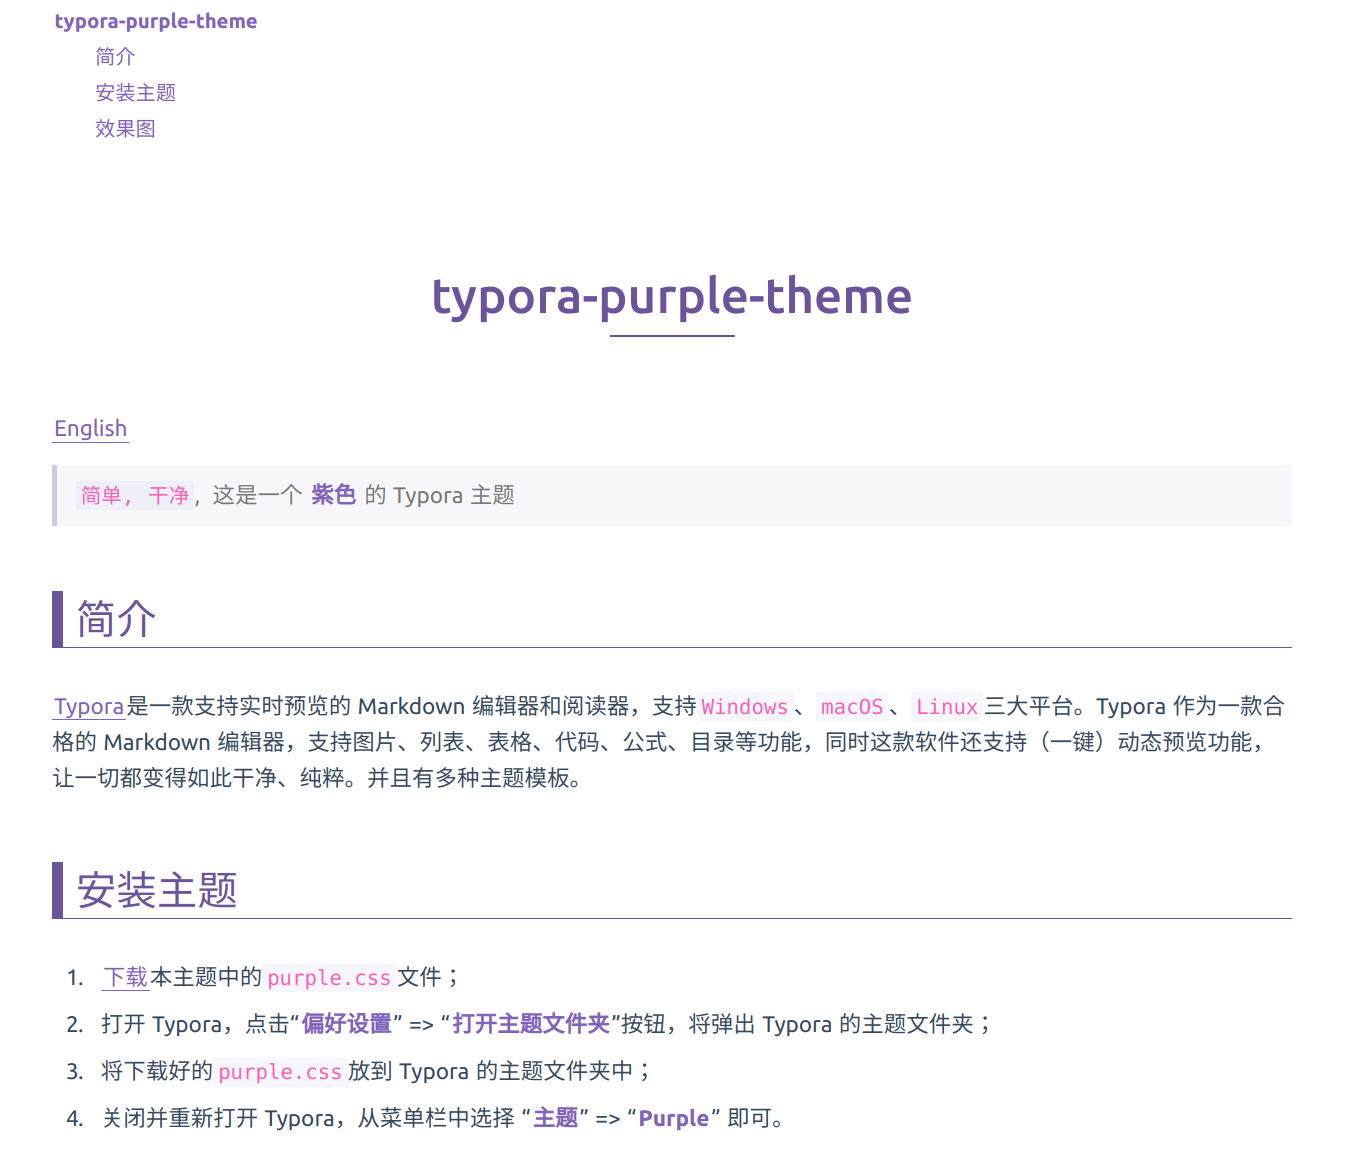 typora-purple-theme
简介
安装主题
效果图
typora-purple-theme
English
简单, 干净，这是一个 紫色 的 Typora 主题
简介
Typora是一款支持实时预览的 Markdown 编辑器和阅读器，支持 Windows 、 macOS 、 Linux 三大平台。Typora 作为一款合
格的 Markdown 编辑器，支持图片、列表、表格、代码、公式、目录等功能，同时这款软件还支持（一键）动态预览功能，
让一切都变得如此干净、纯粹。并且有多种主题模板。
安装主题
1. 下载本主题中的 purple.css 文件；
2. 打开 Typora，点击“偏好设置” => “打开主题文件夹”按钮，将弹出 Typora 的主题文件夹；
3. 将下载好的 purple.css 放到 Typora 的主题文件夹中；
4. 关闭并重新打开 Typora，从菜单栏中选择 “主题” => “Purple” 即可。